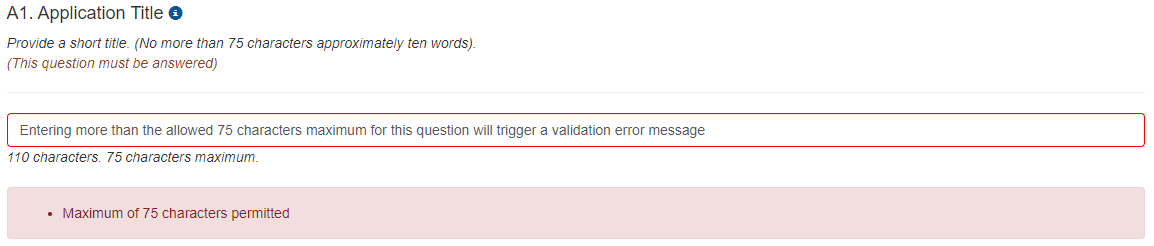 A1. Application Title
Provide a short title. (No more than 75 characters approximately ten words).
(This question must be answered)
Entering more than the allowed 75 characters maximum for this question will trigger a validation error message
110 characters. 75 characters maximum.
• Maximum of 75 characters permitted